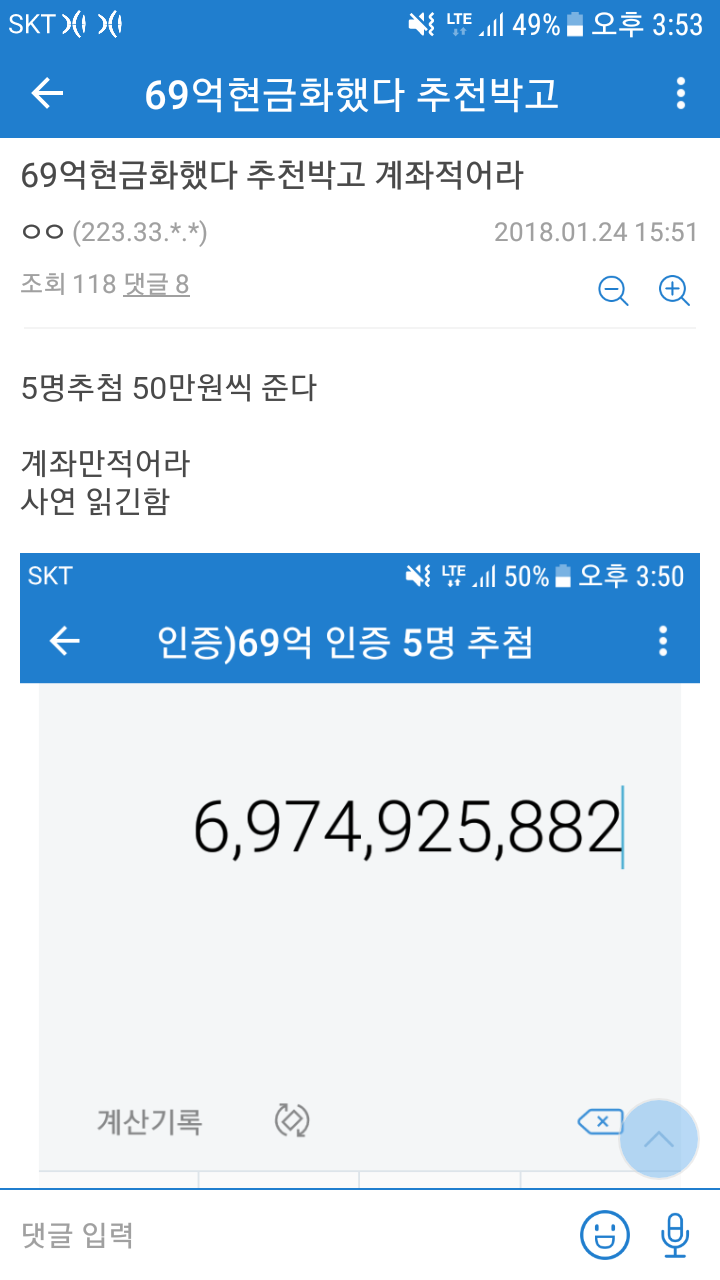 SKT LTE 49% 오후 3:53
69억현금화했다 추천박고
69억현금화했다 추천박고 계좌적어라
ㅇㅇ (223.33.*.*) 2018.01.24 15:51
조회 118 댓글 8
5명추첨 50만원씩 준다
계좌만적어라
사연 읽긴함
SKT LTE 50% 오후 3:50
인증)69억 인증 5명 추첨
6,974,925,882
계산기록
댓글 입력